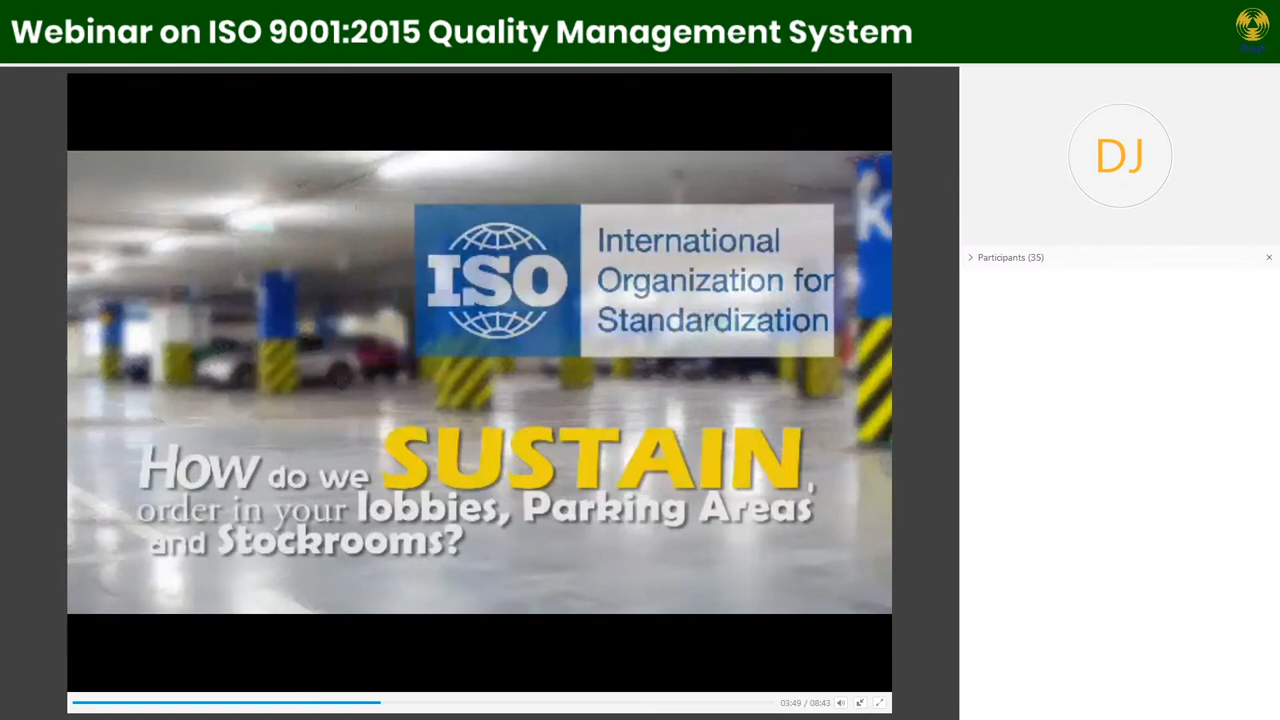 Webinar on ISO 9001:2015 Quality Management System
DJ
Participants (35)
k
ISO
International
Organization for
Standardization
How do we SUSTAIN,
order in your lobbies, Parking Areas
and Stockrooms?
03:49 / 08:43